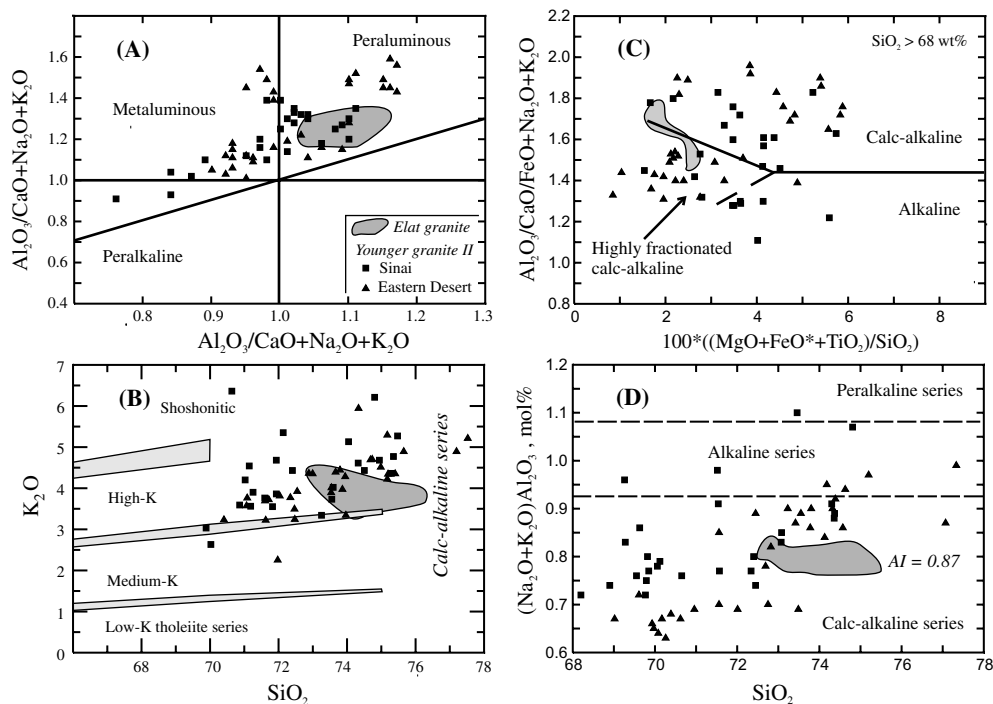 (A)
Peraluminous
Metaluminous
Peralkaline
Elat granite
Younger granite II
Sinai
Eastern Desert
Al₂O₃/CaO+Na₂O+K₂O
1.6
1.4
1.2
1.0
0.8
0.6
0.4
0.7
0.8
0.9
1.0
1.1
1.2
1.3
Al₂O₃/CaO+Na₂O+K₂O
(C)
SiO₂ > 68 wt%
Calc-alkaline
Alkaline
Highly fractionated
calc-alkaline
Al₂O₃/CaO/FeO+Na₂O+K₂O
2.0
1.8
1.6
1.4
1.2
1.0
0.8
0
2
4
6
8
9
100*((MgO+FeO*+TiO₂)/SiO₂)
(B)
Shoshonitic
High-K
Medium-K
Low-K tholeiite series
Calc-alkaline series
K₂O
7
6
5
4
3
2
1
0
70
72
74
76
78
SiO₂
(D)
Peralkaline series
Alkaline series
AI = 0.87
Calc-alkaline series
(Na₂O+K₂O)Al₂O₃ , mol%
1.2
1.1
1.0
0.9
0.8
0.7
0.6
68
70
72
74
76
78
SiO₂